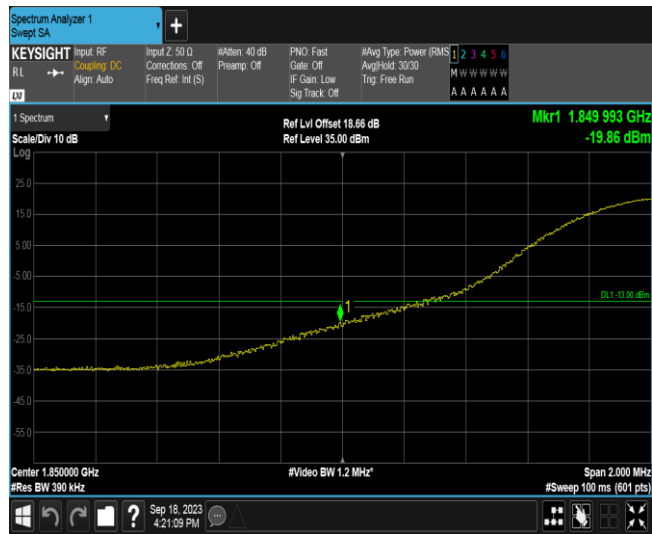 Spectrum Analyzer 1
Swept SA
+
KEYSIGHT
RL
LXI
Input: RF
Coupling: DC
Align: Auto
Input Z: 50 Ω
Corrections: Off
Freq Ref: Int (S)
#Atten: 40 dB
Preamp: Off
PNO: Fast
Gate: Off
IF Gain: Low
Sig Track: Off
#Avg Type: Power (RMS
Avg|Hold: 30/30
Trig: Free Run
1 2 3 4 5 6
M W W W W W
A A A A A A
1 Spectrum
Scale/Div 10 dB
Log
Ref Lvl Offset 18.66 dB
Ref Level 35.00 dBm
Mkr1 1.849 993 GHz
-19.86 dBm
25.0
15.0
5.00
-5.00
-15.0
-25.0
-35.0
-45.0
-55.0
1
DL1 -13.00 dBm
Center 1.850000 GHz
#Res BW 390 kHz
#Video BW 1.2 MHz*
Span 2.000 MHz
#Sweep 100 ms (601 pts)
?
Sep 18, 2023
4:21:09 PM